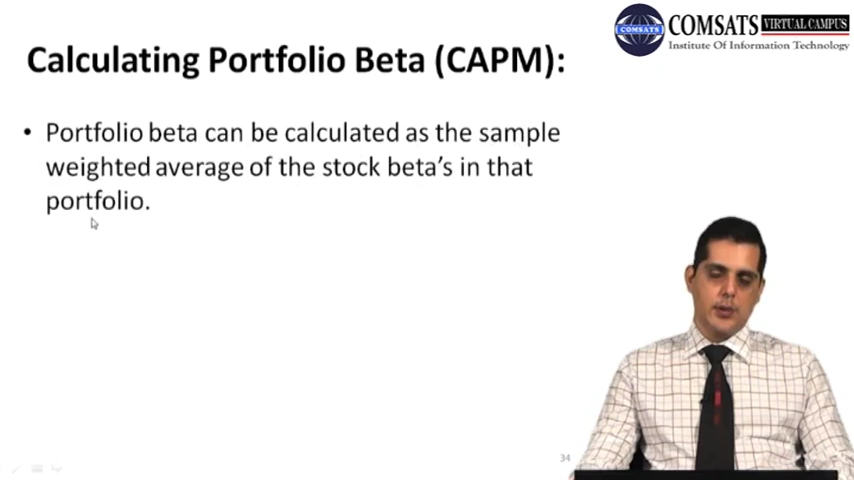 COMSATS VIRTUAL CAMPUS
Institute Of Information Technology
Calculating Portfolio Beta (CAPM):
• Portfolio beta can be calculated as the sample
weighted average of the stock beta's in that
portfolio.
34